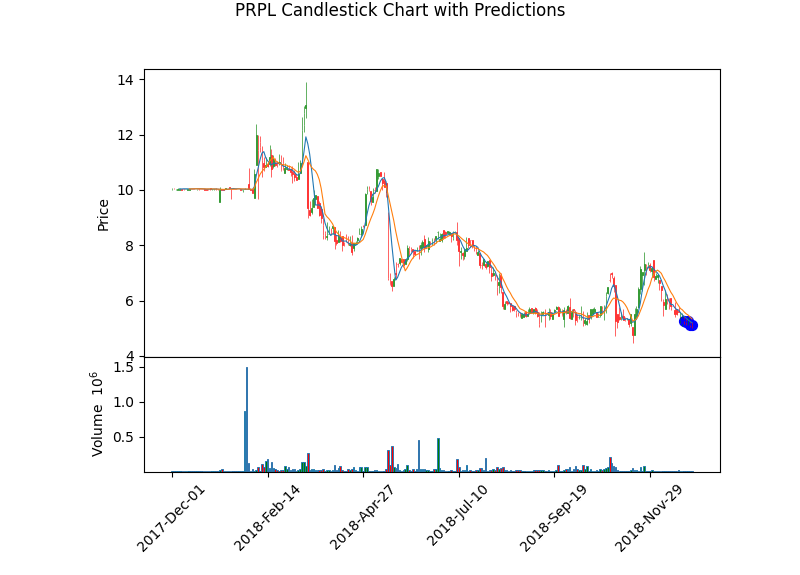 PRPL Candlestick Chart with Predictions
14
12
10
8
6
4
Price
1.5
1.0
0.5
Volume 10^6
2017-Dec-01
2018-Feb-14
2018-Apr-27
2018-Jul-10
2018-Sep-19
2018-Nov-29